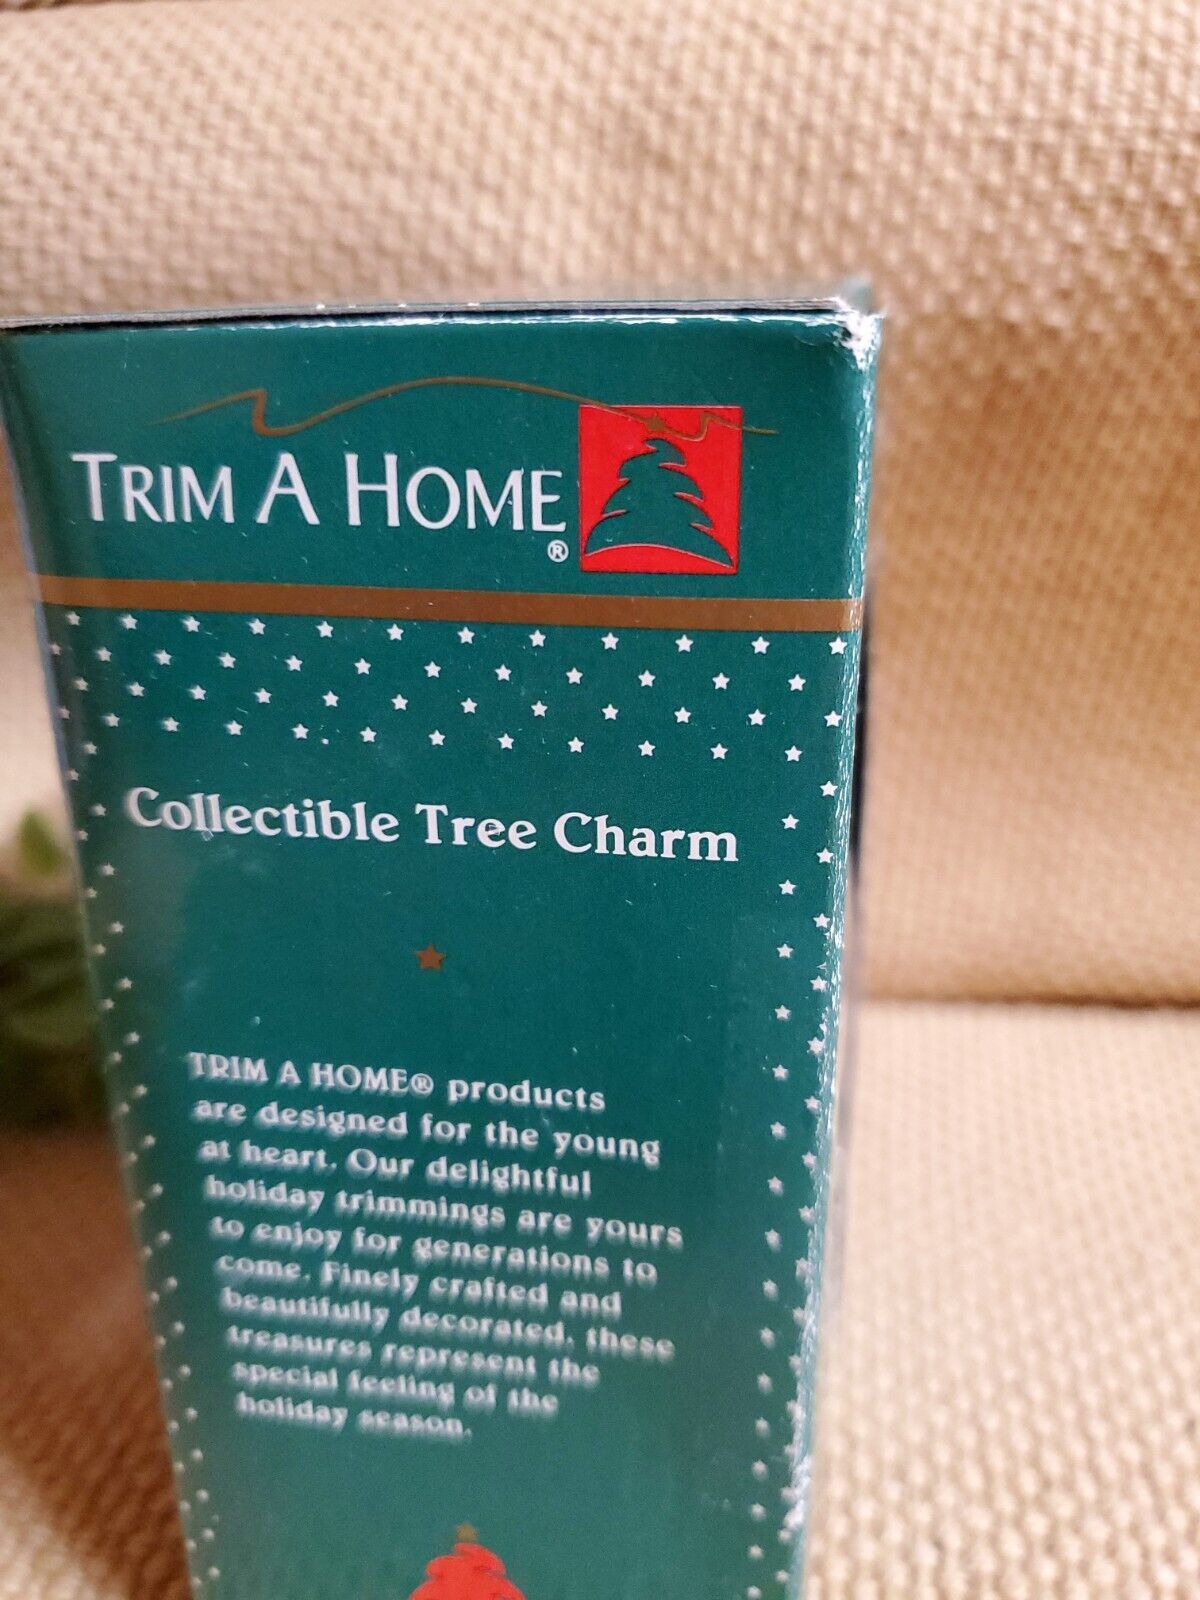 TRIM A HOME
®
Collectible Tree Charm
TRIM A HOME® products
are designed for the young
at heart. Our delightful
holiday trimmings are yours
to enjoy for generations to
come. Finely crafted and
beautifully decorated, these
treasures represent the
special feeling of the
holiday season.